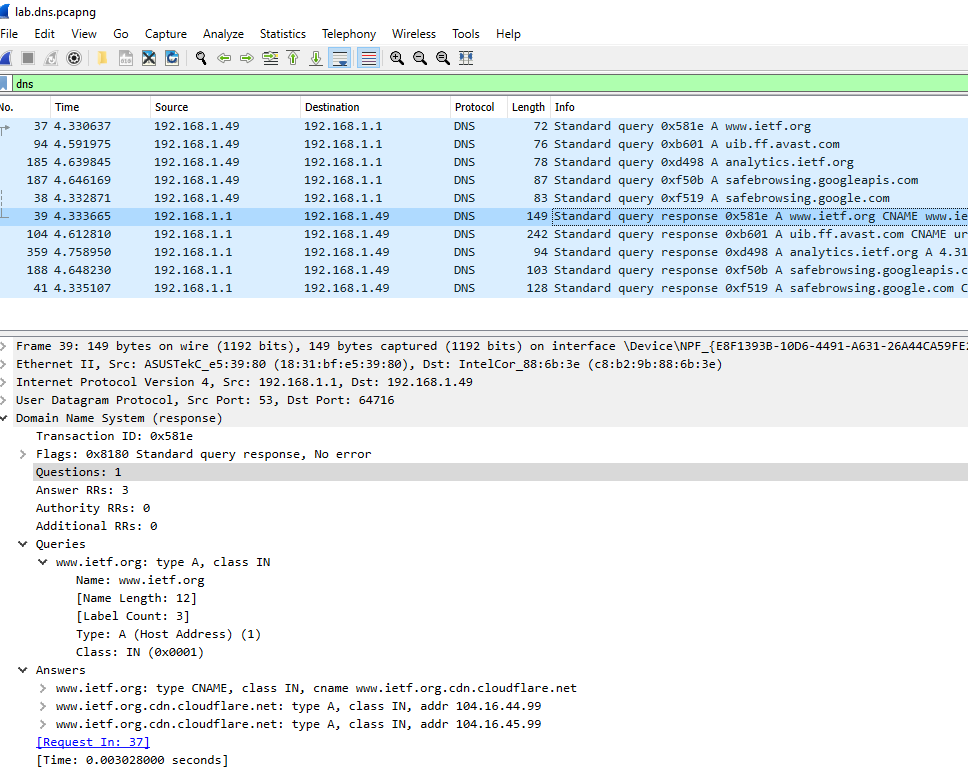 lab.dns.pcapng
File Edit View Go Capture Analyze Statistics Telephony Wireless Tools Help
dns
No. Time Source Destination Protocol Length Info
37 4.330637 192.168.1.49 192.168.1.1 DNS 72 Standard query 0x581e A www.ietf.org
94 4.591975 192.168.1.49 192.168.1.1 DNS 76 Standard query 0xb601 A uib.ff.avast.com
185 4.639845 192.168.1.49 192.168.1.1 DNS 78 Standard query 0xd498 A analytics.ietf.org
187 4.646169 192.168.1.49 192.168.1.1 DNS 87 Standard query 0xf50b A safebrowsing.googleapis.com
38 4.332871 192.168.1.49 192.168.1.1 DNS 83 Standard query 0xf519 A safebrowsing.google.com
39 4.333665 192.168.1.1 192.168.1.49 DNS 149 Standard query response 0x581e A www.ietf.org CNAME www.ie
104 4.612810 192.168.1.1 192.168.1.49 DNS 242 Standard query response 0xb601 A uib.ff.avast.com CNAME ur
359 4.758950 192.168.1.1 192.168.1.49 DNS 94 Standard query response 0xd498 A analytics.ietf.org A 4.31
188 4.648230 192.168.1.1 192.168.1.49 DNS 103 Standard query response 0xf50b A safebrowsing.googleapis.c
41 4.335107 192.168.1.1 192.168.1.49 DNS 128 Standard query response 0xf519 A safebrowsing.google.com C
Frame 39: 149 bytes on wire (1192 bits), 149 bytes captured (1192 bits) on interface \Device\NPF_{E8F1393B-10D6-4491-A631-26A44CA59FE2
Ethernet II, Src: ASUSTekC_e5:39:80 (18:31:bf:e5:39:80), Dst: IntelCor_88:6b:3e (c8:b2:9b:88:6b:3e)
Internet Protocol Version 4, Src: 192.168.1.1, Dst: 192.168.1.49
User Datagram Protocol, Src Port: 53, Dst Port: 64716
Domain Name System (response)
Transaction ID: 0x581e
Flags: 0x8180 Standard query response, No error
Questions: 1
Answer RRs: 3
Authority RRs: 0
Additional RRs: 0
Queries
www.ietf.org: type A, class IN
Name: www.ietf.org
[Name Length: 12]
[Label Count: 3]
Type: A (Host Address) (1)
Class: IN (0x0001)
Answers
www.ietf.org: type CNAME, class IN, cname www.ietf.org.cdn.cloudflare.net
www.ietf.org.cdn.cloudflare.net: type A, class IN, addr 104.16.44.99
www.ietf.org.cdn.cloudflare.net: type A, class IN, addr 104.16.45.99
[Request In: 37]
[Time: 0.003028000 seconds]